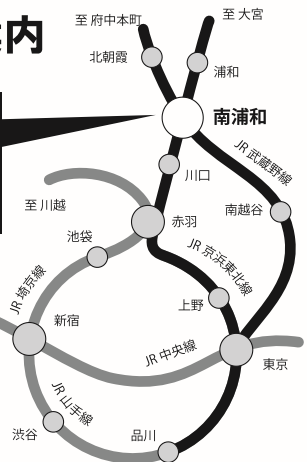 内
至 府中本町
至 大宮
北朝霞
浦和
南浦和
JR 武蔵野線
川口
至 川越
南越谷
赤羽
池袋
JR 京浜東北線
JR 埼京線
上野
新宿
JR 中央線
東京
JR 山手線
渋谷
品川